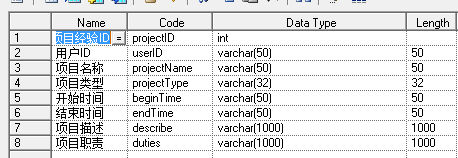 Name Code Data Type Length
1 项目经验ID = projectID int
2 用户ID userID varchar(50) 50
3 项目名称 projectName varchar(50) 50
4 项目类型 projectType varchar(32) 32
5 开始时间 beginTime varchar(50) 50
6 结束时间 endTime varchar(50) 50
7 项目描述 describe varchar(1000) 1000
8 项目职责 duties varchar(1000) 1000